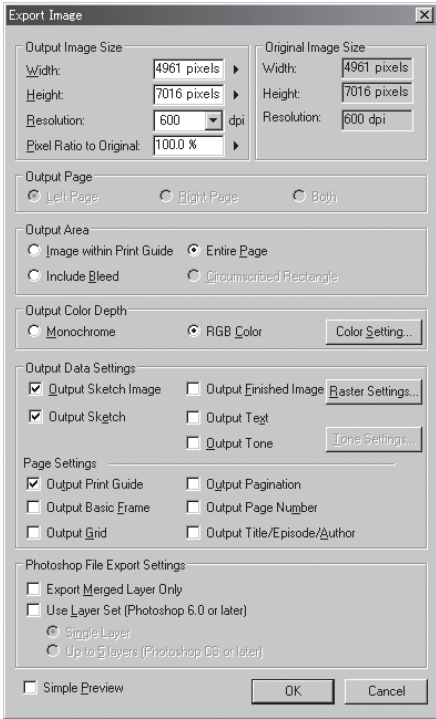 Export Image
Output Image Size
Width: 4961 pixels
Height: 7016 pixels
Resolution: 600 dpi
Pixel Ratio to Original: 100.0 %
Original Image Size
Width: 4961 pixels
Height: 7016 pixels
Resolution: 600 dpi
Output Page
Left Page Right Page Both
Output Area
Image within Print Guide Entire Page
Include Bleed Circumscribed Rectangle
Output Color Depth
Monochrome RGB Color Color Setting...
Output Data Settings
Output Sketch Image Output Finished Image Raster Settings...
Output Sketch Output Text
Output Tone Tone Settings...
Page Settings
Output Print Guide Output Pagination
Output Basic Frame Output Page Number
Output Grid Output Title/Episode/Author
Photoshop File Export Settings
Export Merged Layer Only
Use Layer Set (Photoshop 6.0 or later)
Single Layer
Up to 5 layers (Photoshop CS or later)
Simple Preview OK Cancel